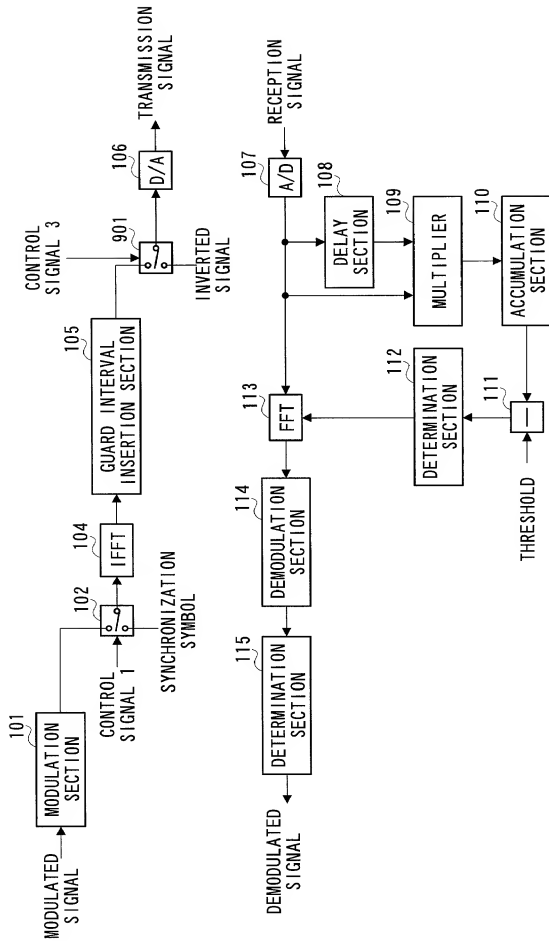 MODULATED
SIGNAL
101
MODULATION
SECTION
CONTROL
SIGNAL 1
102
SYNCHRONIZATION
SYMBOL
104
IFFT
105
GUARD INTERVAL
INSERTION SECTION
CONTROL
SIGNAL 3
901
INVERTED
SIGNAL
106
D/A
TRANSMISSION
SIGNAL
RECEPTION
SIGNAL
107
A/D
108
DELAY
SECTION
109
MULTIPLIER
110
ACCUMULATION
SECTION
111
—
THRESHOLD
112
DETERMINATION
SECTION
113
FFT
114
DEMODULATION
SECTION
115
DETERMINATION
SECTION
DEMODULATED
SIGNAL